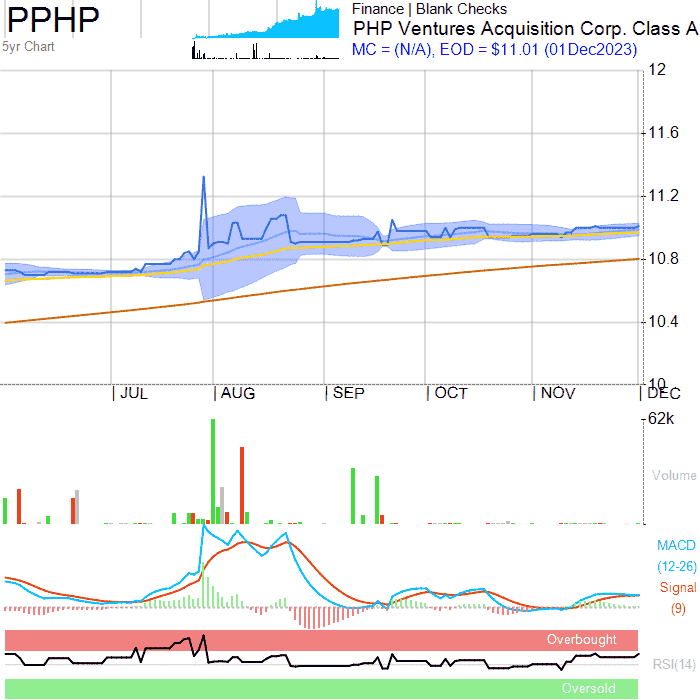 PPHP
5yr Chart
Finance | Blank Checks
PHP Ventures Acquisition Corp. Class A
MC = (N/A), EOD = $11.01 (01Dec2023)
12
11.6
11.2
10.8
10.4
10
JUL AUG SEP OCT NOV DEC
62k
Volume
MACD
(12-26)
Signal
(9)
Overbought
RSI(14)
Oversold